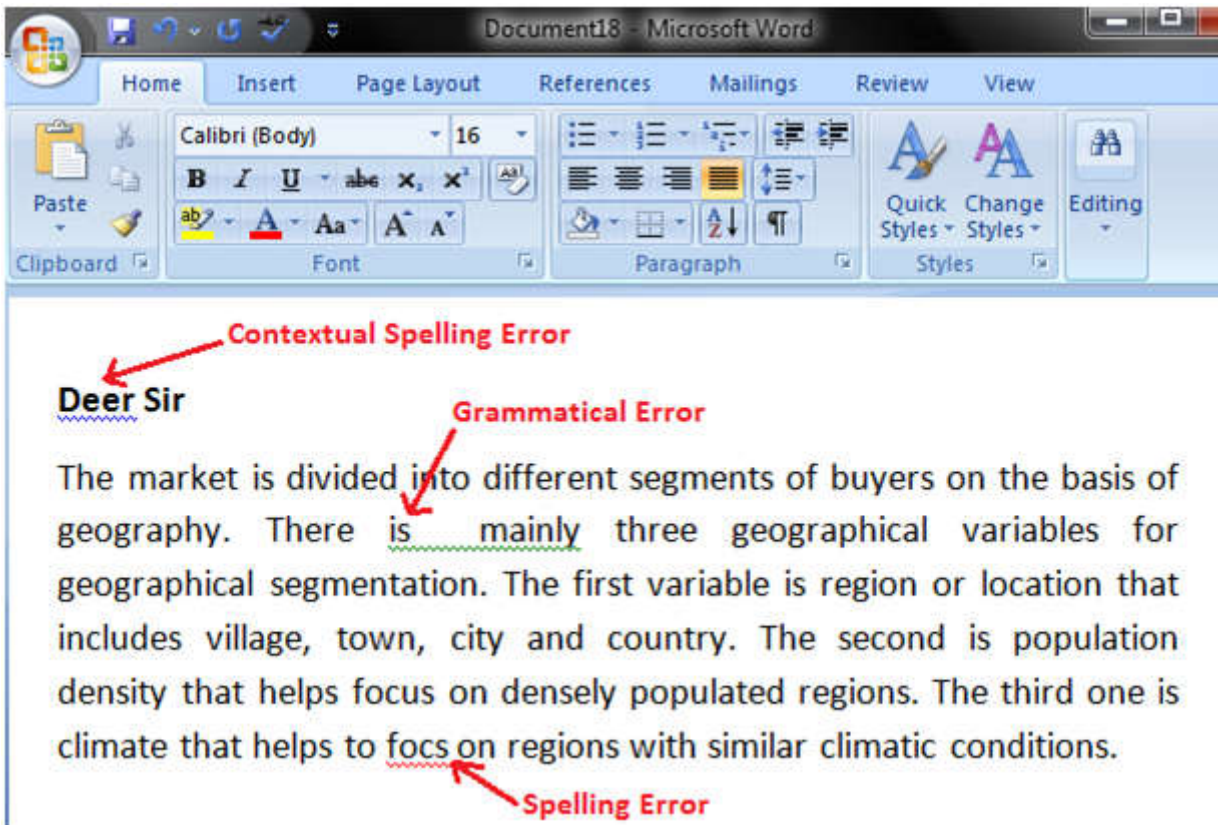 Document18 - Microsoft Word
Home Insert Page Layout References Mailings Review View
Calibri (Body) 16
B I U abe x₂ x² Aa
Paste
ab A Aa A A A Z ¶
Quick Styles Change Styles Editing
Clipboard Font Paragraph Styles
Contextual Spelling Error
Deer Sir
Grammatical Error
The market is divided into different segments of buyers on the basis of
geography. There is mainly three geographical variables for
geographical segmentation. The first variable is region or location that
includes village, town, city and country. The second is population
density that helps focus on densely populated regions. The third one is
climate that helps to focs on regions with similar climatic conditions.
Spelling Error